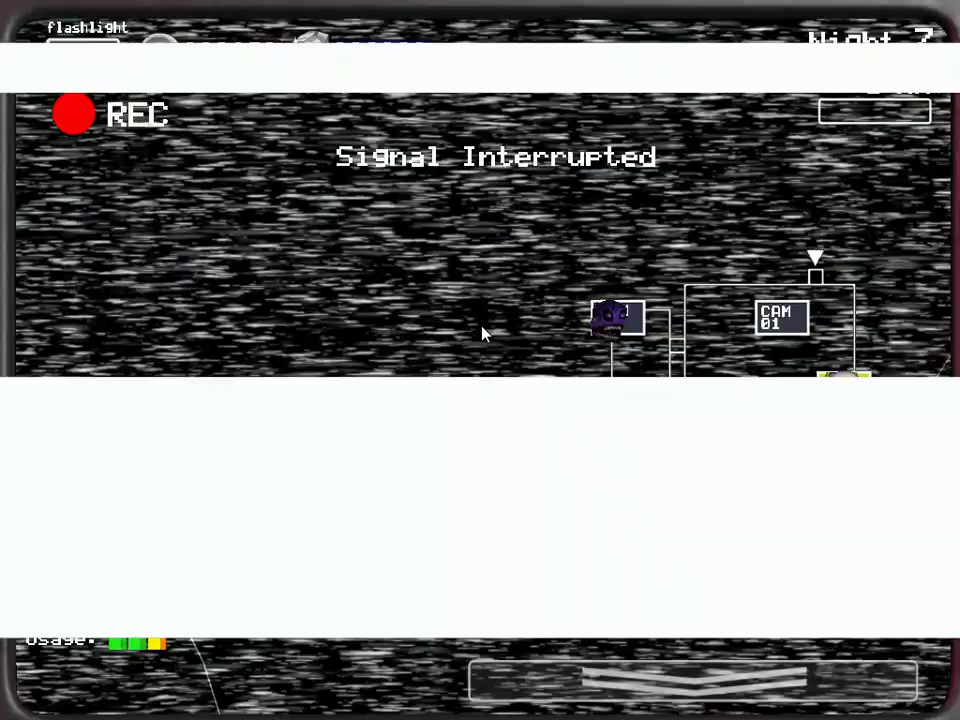 flashlight
Night 7
REC
Signal Interrupted
CAM
01
Usage: